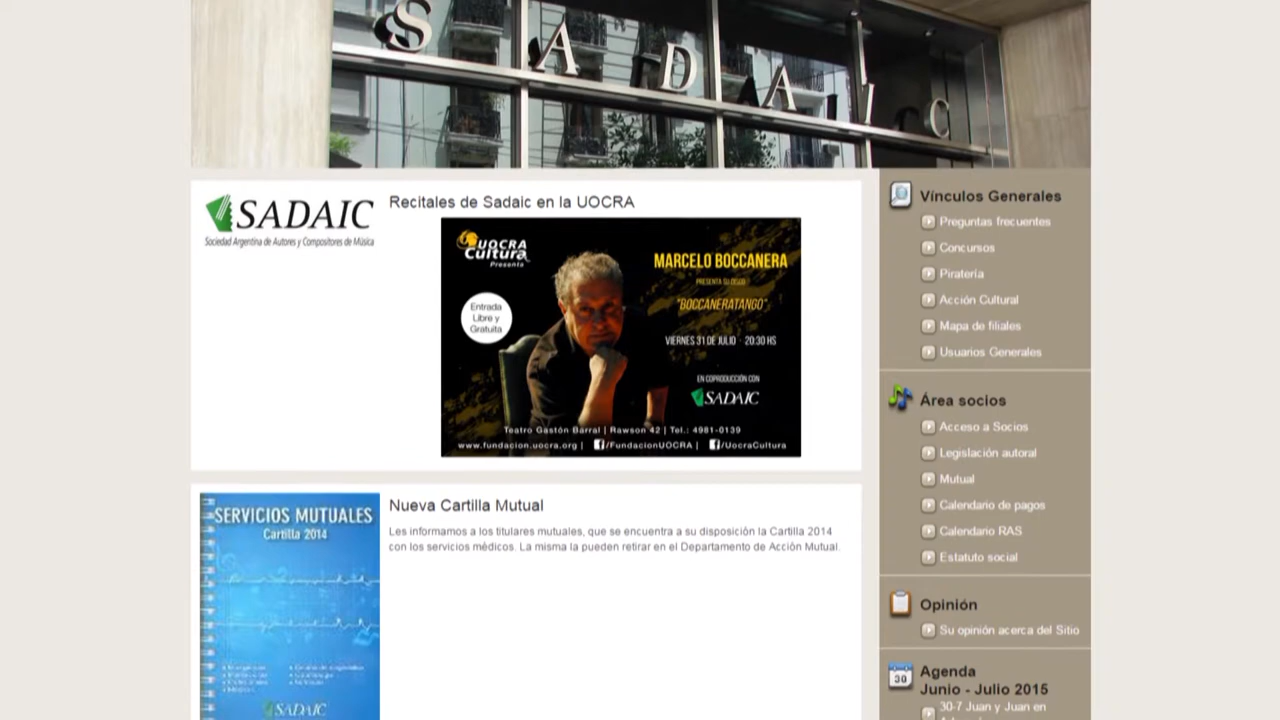 SADAIC
SADAIC
Sociedad Argentina de Autores y Compositores de Música
Recitales de Sadaic en la UOCRA
UOCRA
Cultura
Presenta
Entrada
Libre y
Gratuita
MARCELO BOCCANERA
PRESENTA SU DISCO
"BOCCANERATANGO"
VIERNES 31 DE JULIO - 20:30 HS
EN COPRODUCCIÓN CON
SADAIC
Teatro Gastón Barral | Rawson 42 | Tel.: 4981-0139
www.fundacion.uocra.org | f/FundacionUOCRA | f/UocraCultura
SERVICIOS MUTUALES
Cartilla 2014
SADAIC
Nueva Cartilla Mutual
Les informamos a los titulares mutuales, que se encuentra a su disposición la Cartilla 2014
con los servicios médicos. La misma la pueden retirar en el Departamento de Acción Mutual.
Vínculos Generales
Preguntas frecuentes
Concursos
Piratería
Acción Cultural
Mapa de filiales
Usuarios Generales
Área socios
Acceso a Socios
Legislación autoral
Mutual
Calendario de pagos
Calendario RAS
Estatuto social
Opinión
Su opinión acerca del Sitio
30
Agenda
Junio - Julio 2015
30-7 Juan y Juan en